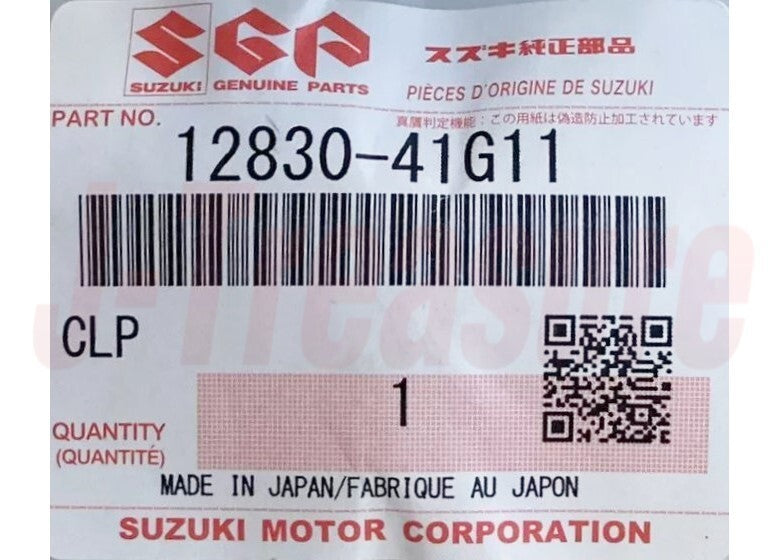 SGP
スズキ純正部品
SUZUKI GENUINE PARTS
PIÈCES D'ORIGINE DE SUZUKI
PART NO.
真贋判定機能:この用紙は偽造防止加工されています
12830-41G11
J-Treasure
CLP
1
QUANTITY
(QUANTITÉ)
MADE IN JAPAN/FABRIQUE AU JAPON
SUZUKI MOTOR CORPORATION